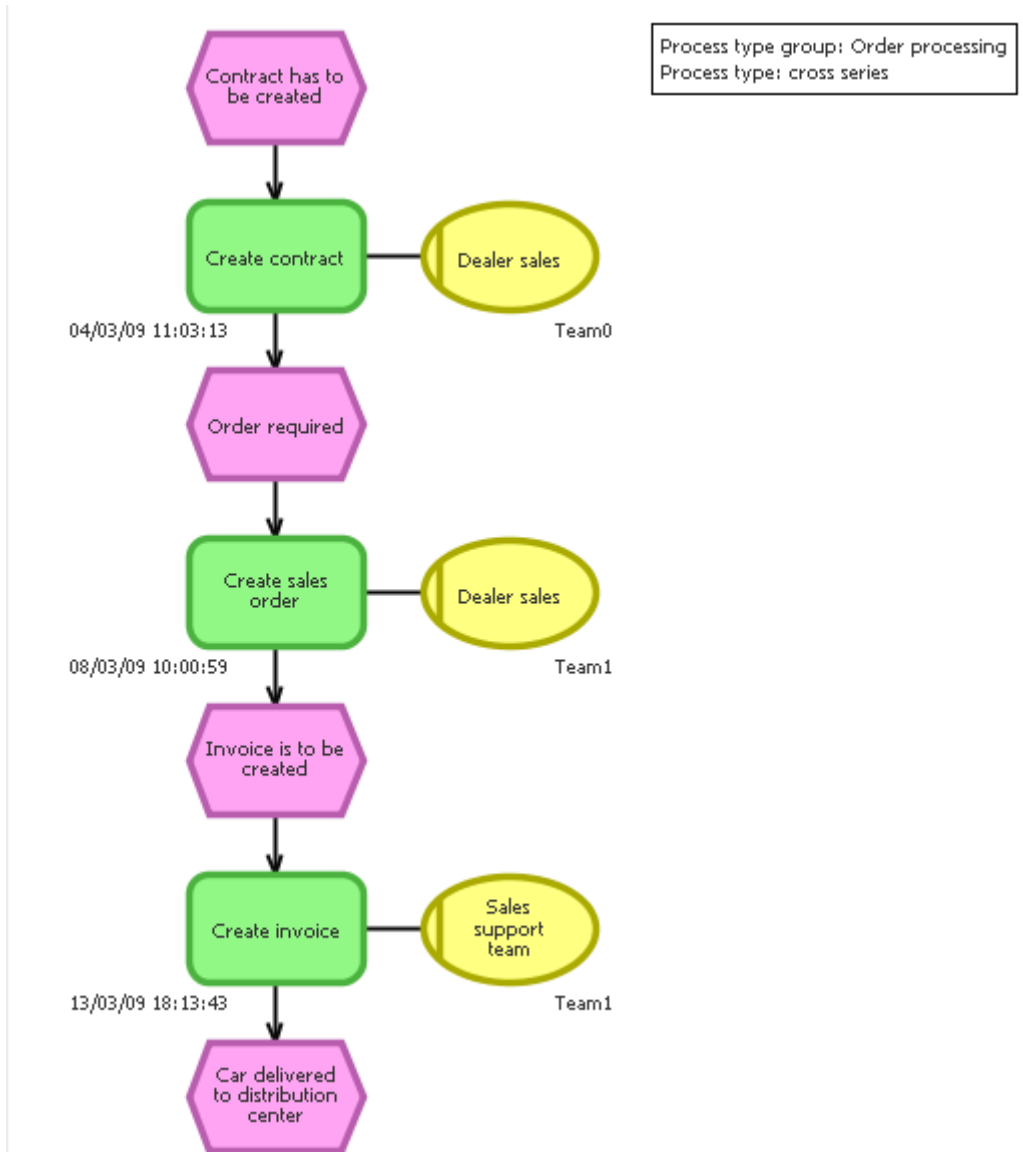 Process type group: Order processing
Process type: cross series
Contract has to
be created
Create contract
Dealer sales
04/03/09 11:03:13
Team0
Order required
Create sales
order
Dealer sales
08/03/09 10:00:59
Team1
Invoice is to be
created
Create invoice
Sales
support
team
13/03/09 18:13:43
Team1
Car delivered
to distribution
center